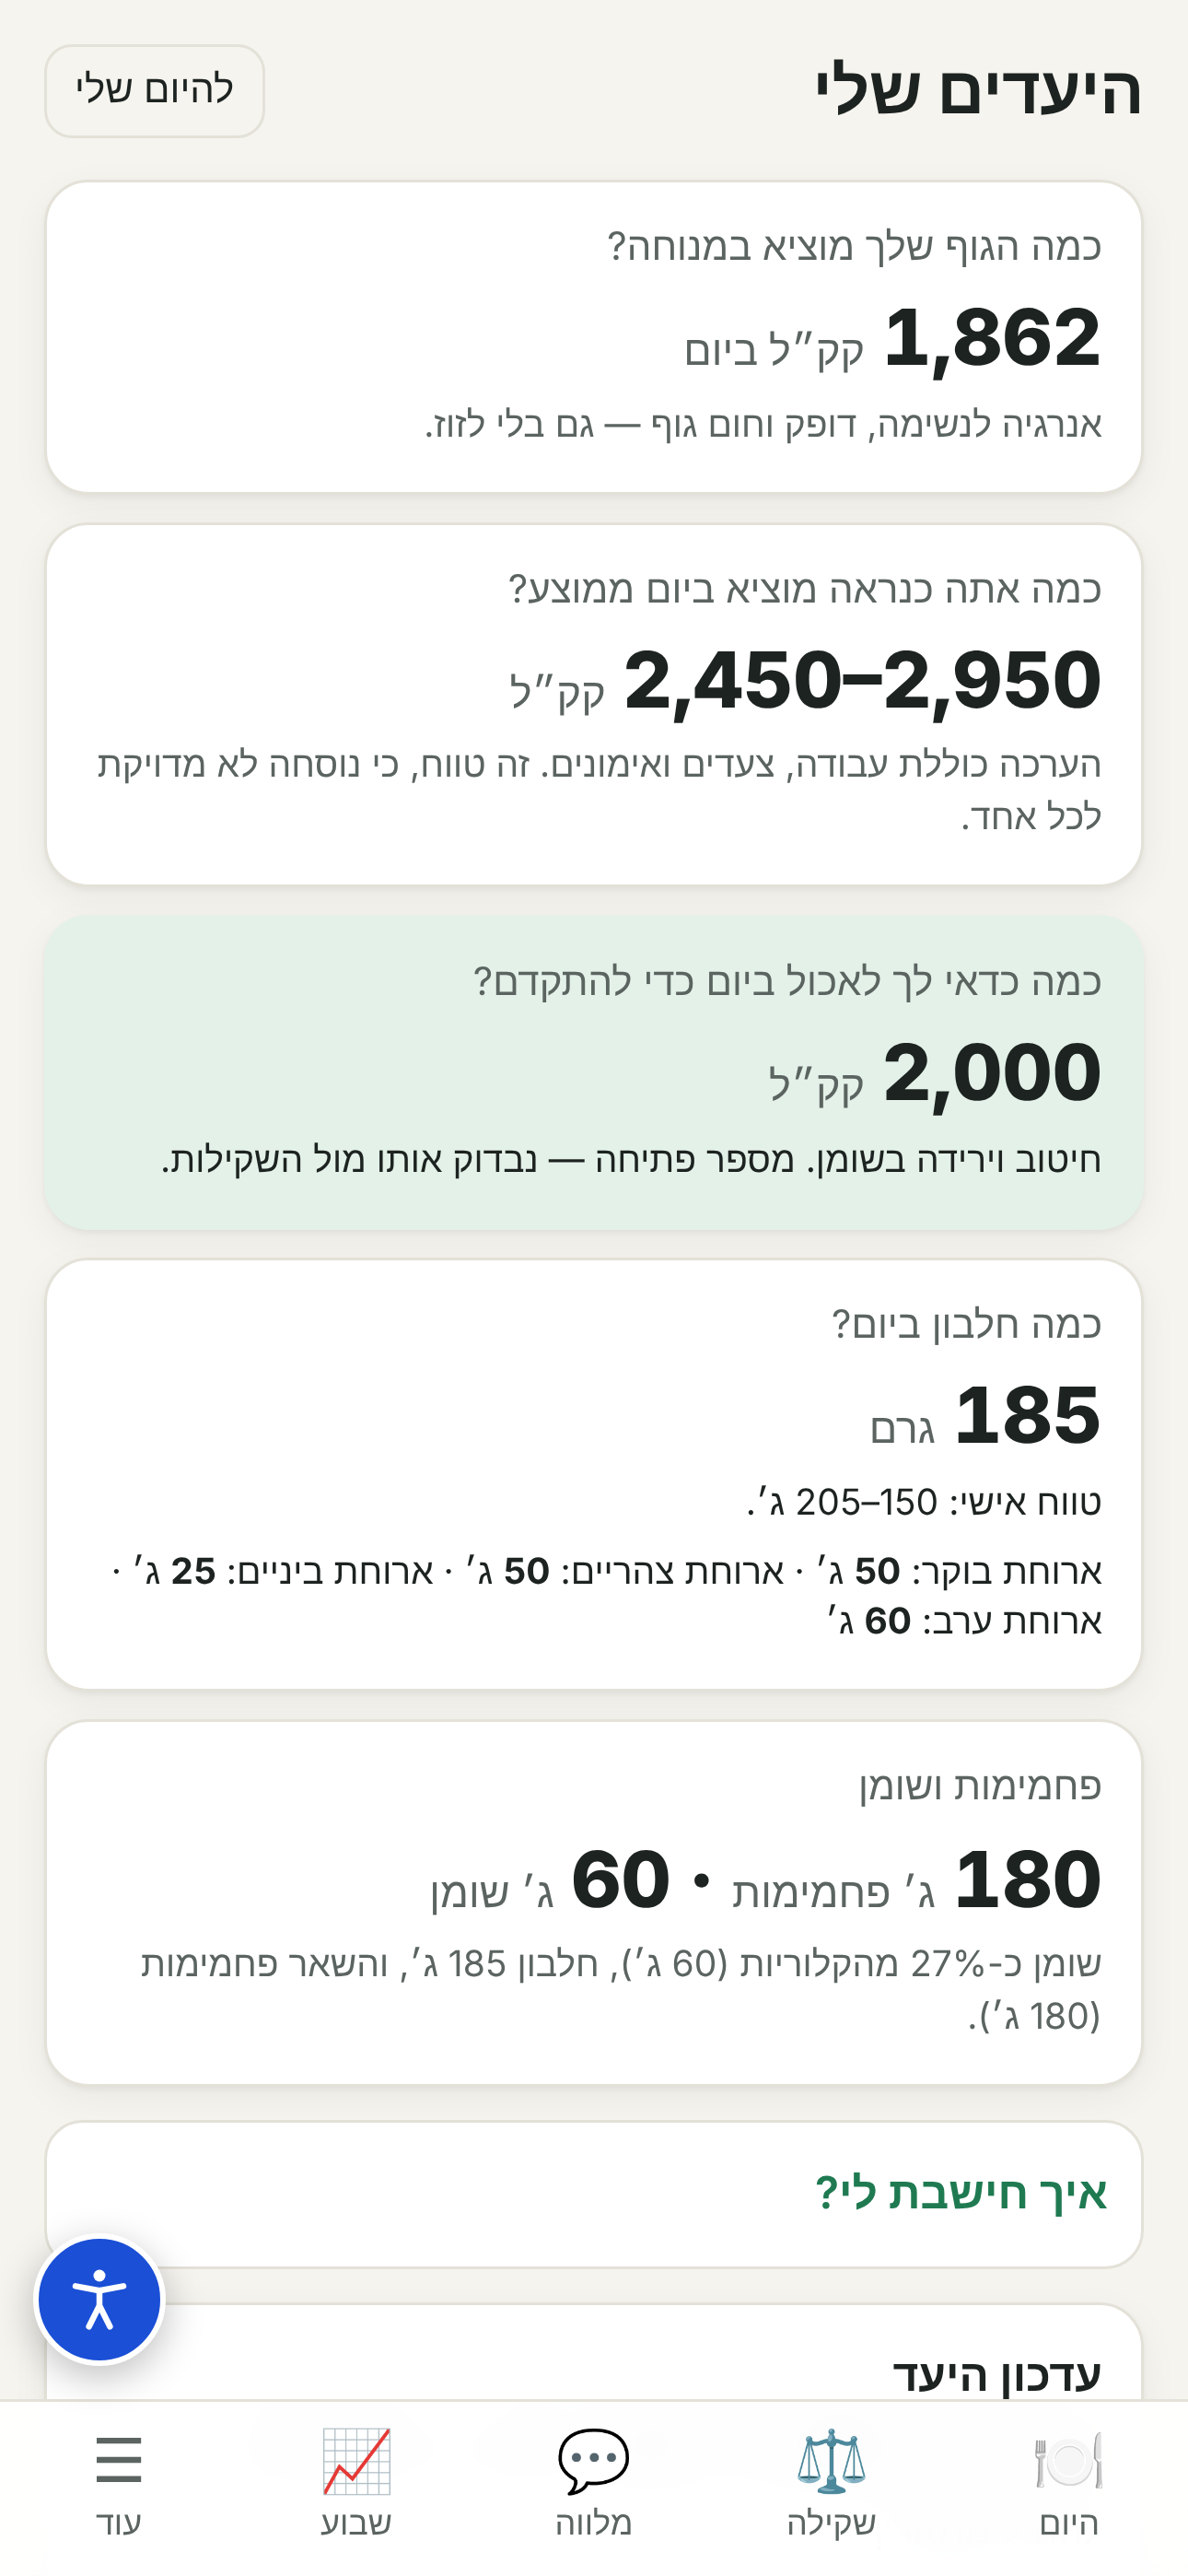 היעדים שלי
להיום שלי
כמה הגוף שלך מוציא במנוחה?
1,862 קק״ל ביום
אנרגיה לנשימה, דופק וחום גוף — גם בלי לזוז.
כמה אתה כנראה מוציא ביום ממוצע?
2,450–2,950 קק״ל
הערכה כוללת עבודה, צעדים ואימונים. זה טווח, כי נוסחה לא מדויקת
לכל אחד.
כמה כדאי לך לאכול ביום כדי להתקדם?
2,000 קק״ל
חיטוב וירידה בשומן. מספר פתיחה — נבדוק אותו מול השקילות.
כמה חלבון ביום?
185 גרם
טווח אישי: 150–205 ג׳.
ארוחת בוקר: 50 ג׳ · ארוחת צהריים: 50 ג׳ · ארוחת ביניים: 25 ג׳ ·
ארוחת ערב: 60 ג׳
פחמימות ושומן
180 ג׳ פחמימות · 60 ג׳ שומן
שומן כ-27% מהקלוריות (60 ג׳), חלבון 185 ג׳, והשאר פחמימות
(180 ג׳).
איך חישבת לי?
עדכון היעד
היום
שקילה
מלווה
שבוע
עוד